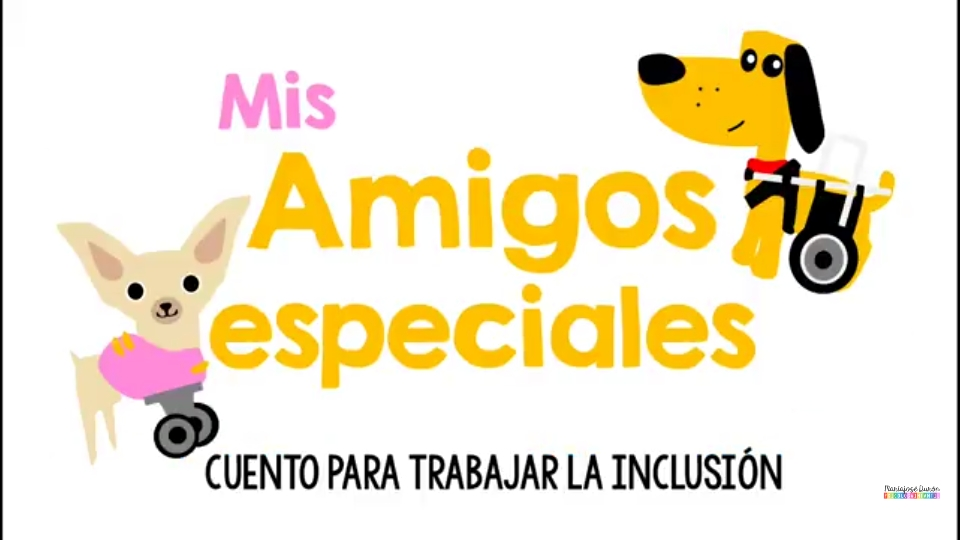 Mis
Amigos
especiales
CUENTO PARA TRABAJAR LA INCLUSIÓN